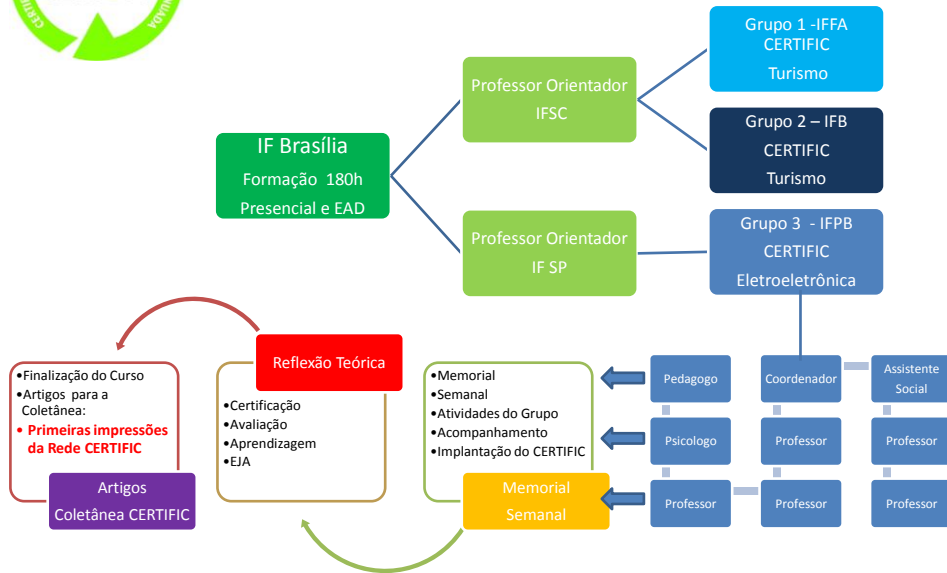 CERTIFIC
NUADA
IF Brasília
Formação 180h
Presencial e EAD
Professor Orientador
IFSC
Professor Orientador
IF SP
Grupo 1 -IFFA
CERTIFIC
Turismo
Grupo 2 – IFB
CERTIFIC
Turismo
Grupo 3 - IFPB
CERTIFIC
Eletroeletrônica
•Finalização do Curso
•Artigos para a
Coletânea:
• Primeiras impressões
da Rede CERTIFIC
Artigos
Coletânea CERTIFIC
Reflexão Teórica
•Certificação
•Avaliação
•Aprendizagem
•EJA
•Memorial
•Semanal
•Atividades do Grupo
•Acompanhamento
•Implantação do CERTIFIC
Memorial
Semanal
Pedagogo
Coordenador
Assistente
Social
Psicologo
Professor
Professor
Professor
Professor
Professor